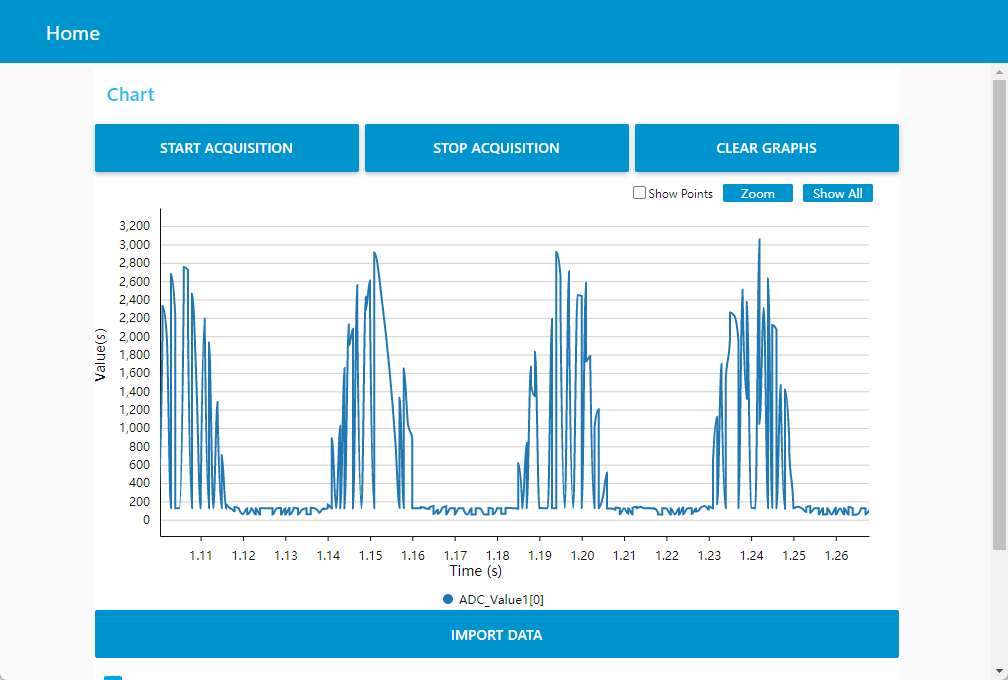 Home
Chart
START ACQUISITION STOP ACQUISITION CLEAR GRAPHS
Show Points Zoom Show All
3,200
3,000
2,800
2,600
2,400
2,200
2,000
1,800
1,600
1,400
1,200
1,000
800
600
400
200
0
Value(s)
1.11 1.12 1.13 1.14 1.15 1.16 1.17 1.18 1.19 1.20 1.21 1.22 1.23 1.24 1.25 1.26
Time (s)
ADC_Value1[0]
IMPORT DATA